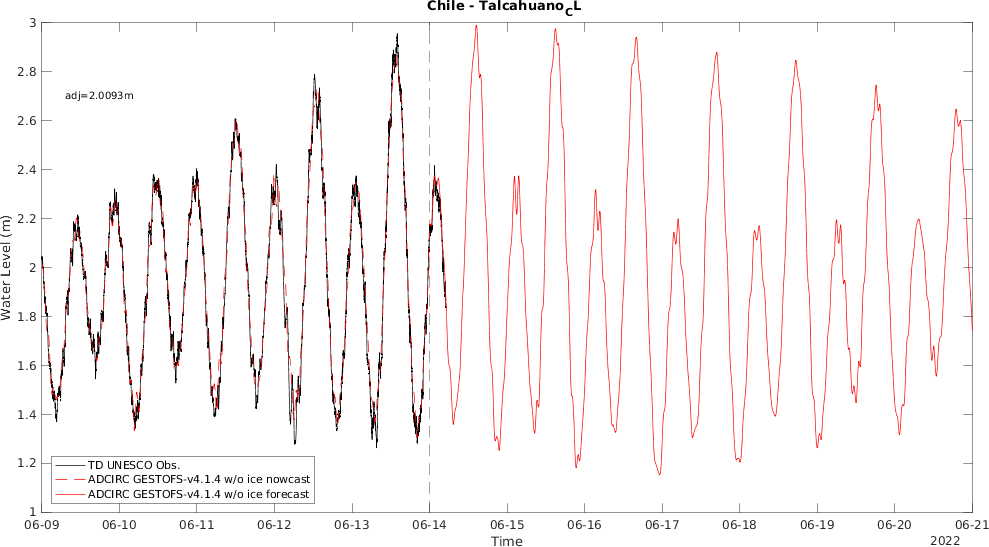 Chile - Talcahuano_CL
adj=2.0093m
Water Level (m)
3
2.8
2.6
2.4
2.2
2
1.8
1.6
1.4
1.2
1
TD UNESCO Obs.
ADCIRC GESTOFS-v4.1.4 w/o ice nowcast
ADCIRC GESTOFS-v4.1.4 w/o ice forecast
06-09 06-10 06-11 06-12 06-13 06-14 06-15 06-16 06-17 06-18 06-19 06-20 06-21
Time
2022